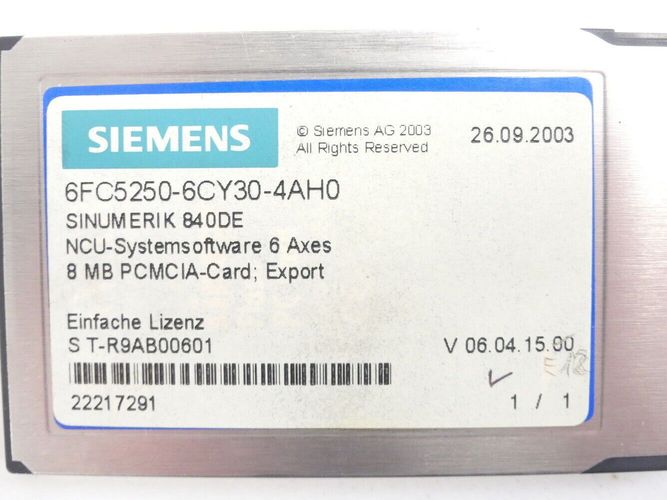 SIEMENS
© Siemens AG 2003
All Rights Reserved
26.09.2003
6FC5250-6CY30-4AH0
SINUMERIK 840DE
NCU-Systemsoftware 6 Axes
8 MB PCMCIA-Card; Export
Einfache Lizenz
S T-R9AB00601
V 06.04.15.00
22217291
1 / 1